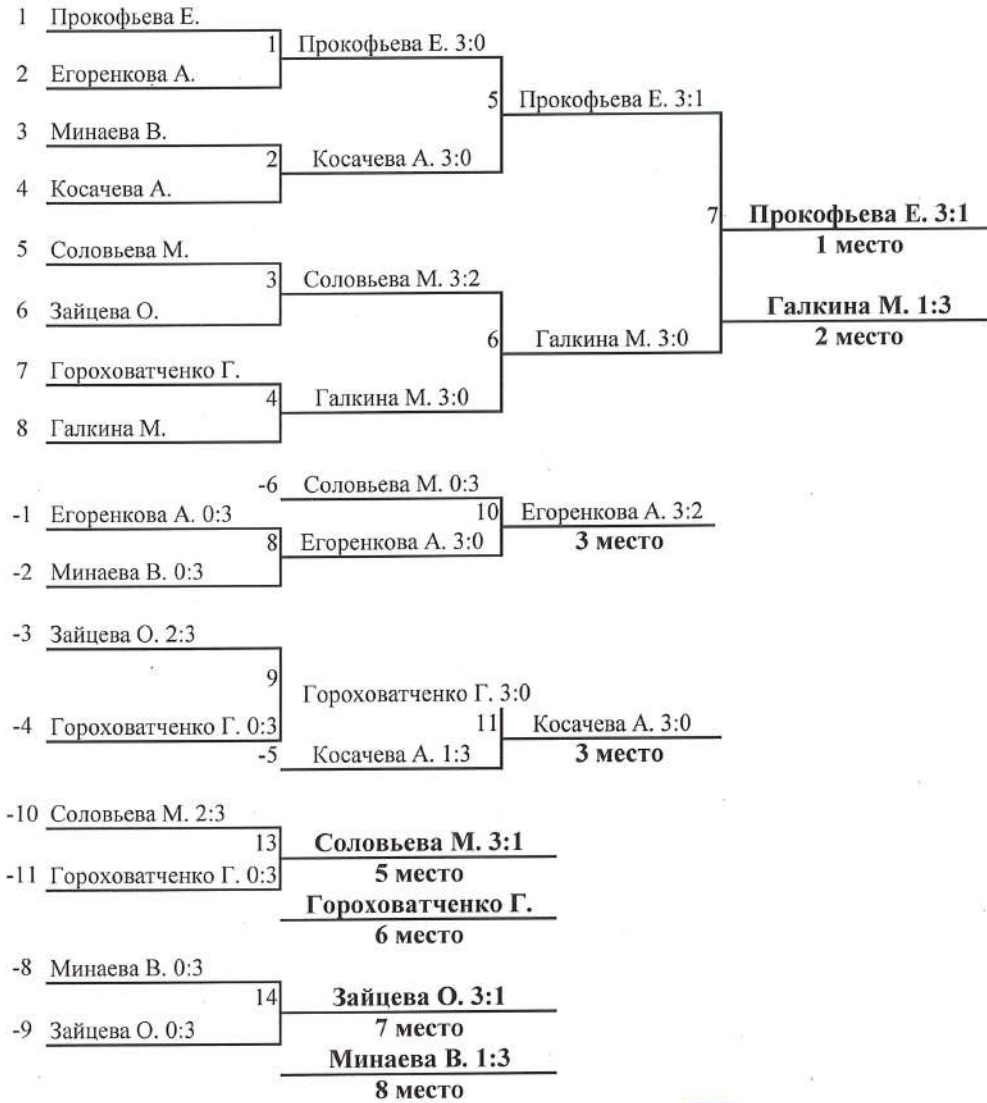 1 Прокофьева Е.
1 Прокофьева Е. 3:0
2 Егоренкова А.
5 Прокофьева Е. 3:1
3 Минаева В.
2 Косачева А. 3:0
4 Косачева А.
7 Прокофьева Е. 3:1
1 место
5 Соловьева М.
3 Соловьева М. 3:2
6 Зайцева О.
Галкина М. 1:3
2 место
6 Галкина М. 3:0
7 Гороховатченко Г.
4 Галкина М. 3:0
8 Галкина М.
-6 Соловьева М. 0:3
-1 Егоренкова А. 0:3
10 Егоренкова А. 3:2
3 место
8 Егоренкова А. 3:0
-2 Минаева В. 0:3
-3 Зайцева О. 2:3
9
Гороховатченко Г. 3:0
-4 Гороховатченко Г. 0:3
11 Косачева А. 3:0
3 место
-5 Косачева А. 1:3
-10 Соловьева М. 2:3
13 Соловьева М. 3:1
5 место
-11 Гороховатченко Г. 0:3
Гороховатченко Г.
6 место
-8 Минаева В. 0:3
14 Зайцева О. 3:1
7 место
-9 Зайцева О. 0:3
Минаева В. 1:3
8 место